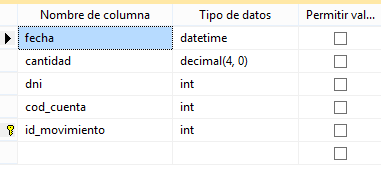 Nombre de columna Tipo de datos Permitir val...
fecha datetime
cantidad decimal(4, 0)
dni int
cod_cuenta int
id_movimiento int